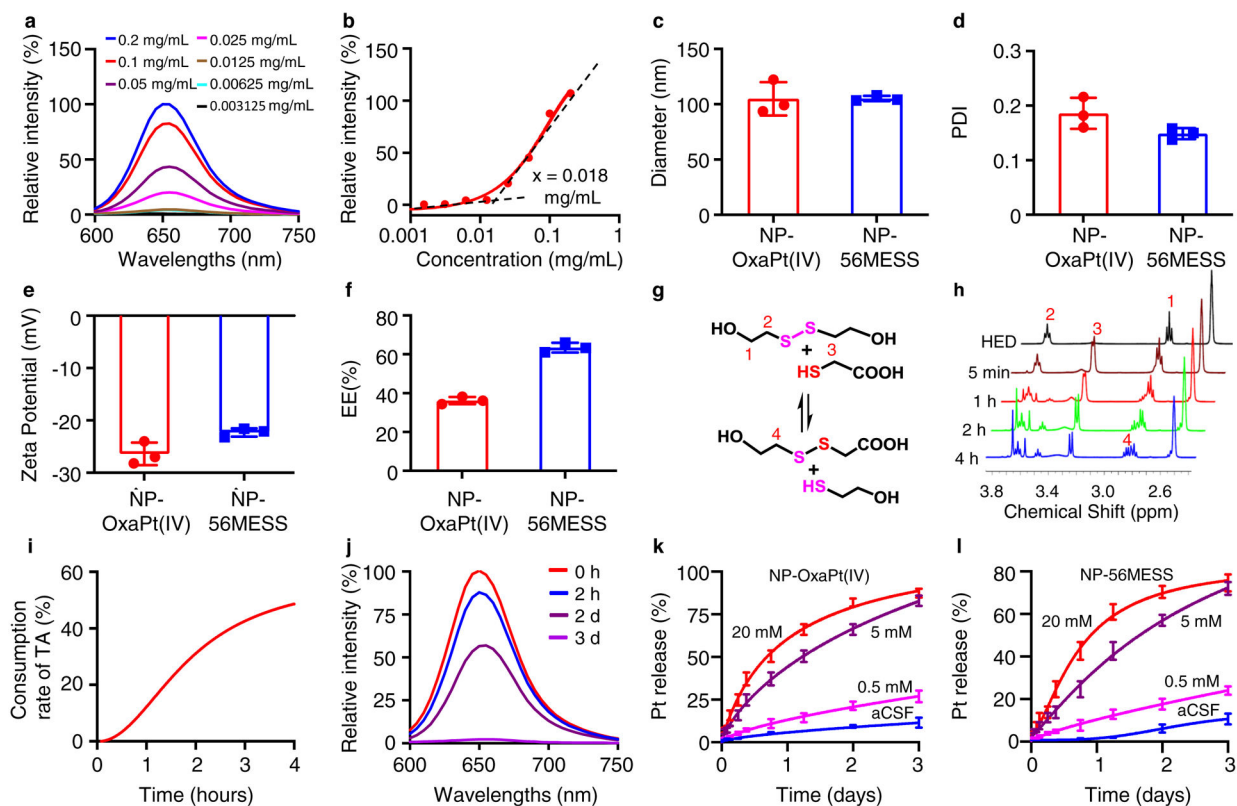 a
Relative intensity (%)
150
100
50
0
0.2 mg/mL
0.1 mg/mL
0.05 mg/mL
0.025 mg/mL
0.0125 mg/mL
0.00625 mg/mL
0.003125 mg/mL
600
650
700
750
Wavelengths (nm)
b
Relative intensity (%)
150
100
50
0
x = 0.018
mg/mL
0.001
0.01
0.1
1
Concentration (mg/mL)
c
Diameter (nm)
150
100
50
0
NP-
OxaPt(IV)
NP-
56MESS
d
PDI
0.3
0.2
0.1
0
NP-
OxaPt(IV)
NP-
56MESS
e
Zeta Potential (mV)
0
-10
-20
-30
NP-
OxaPt(IV)
NP-
56MESS
f
EE(%)
80
60
40
20
0
NP-
OxaPt(IV)
NP-
56MESS
g
HO
2
S
S
OH
1
+
3
HS
COOH
4
HO
S
S
COOH
+
HS
OH
h
HED
5 min
1 h
2 h
4 h
2
3
1
4
3.8
3.4
3.0
2.6
Chemical Shift (ppm)
i
Consumption
rate of TA (%)
60
40
20
0
0
1
2
3
4
Time (hours)
j
Relative intensity (%)
100
75
50
25
0
0 h
2 h
2 d
3 d
600
650
700
750
Wavelengths (nm)
k
Pt release (%)
100
75
50
25
0
NP-OxaPt(IV)
20 mM
5 mM
0.5 mM
aCSF
0
1
2
3
Time (days)
l
Pt release (%)
80
60
40
20
0
NP-56MESS
20 mM
5 mM
0.5 mM
aCSF
0
1
2
3
Time (days)